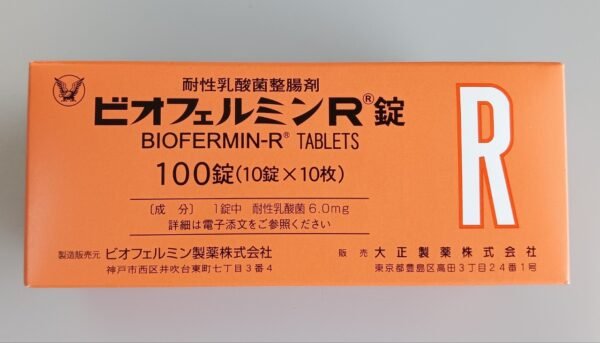 耐性乳酸菌整腸剤
ビオフェルミンR®錠
BIOFERMIN-R® TABLETS
100錠(10錠×10枚)
〔成 分〕 1錠中 耐性乳酸菌6.0mg
詳細は電子添文をご参照ください
製造販売元 ビオフェルミン製薬株式会社
神戸市西区井吹台東町七丁目3番4
販 売 大正製薬株式会社
東京都豊島区高田3丁目24番1号
R